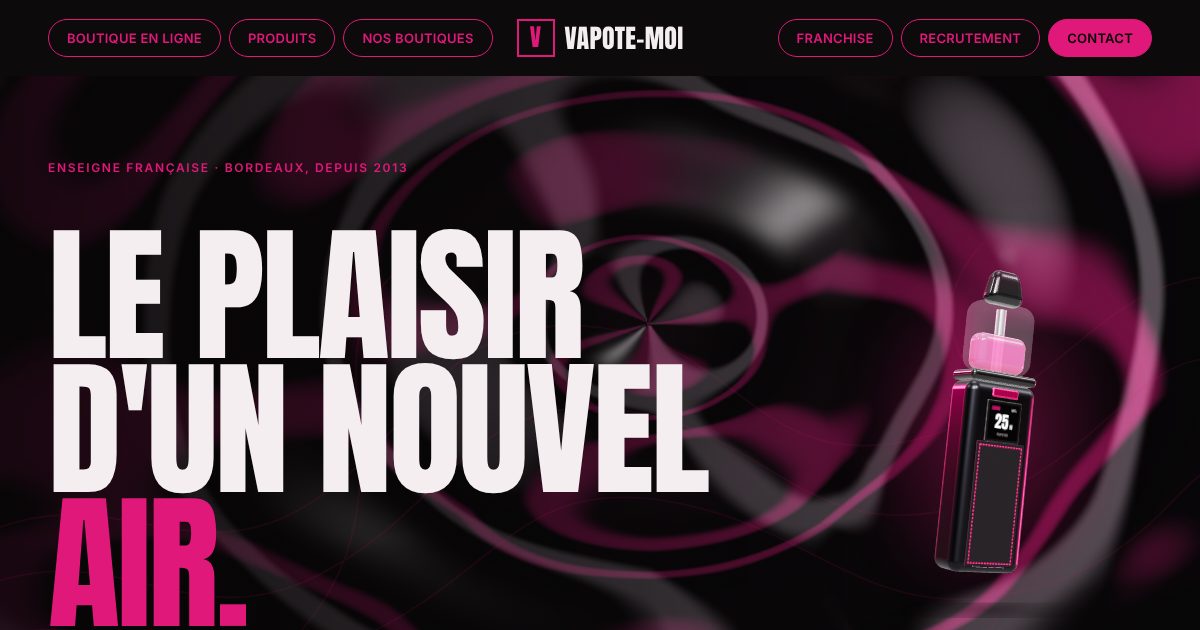 BOUTIQUE EN LIGNE
PRODUITS
NOS BOUTIQUES
V
VAPOTE-MOI
FRANCHISE
RECRUTEMENT
CONTACT
ENSEIGNE FRANÇAISE · BORDEAUX, DEPUIS 2013
LE PLAISIR
D'UN NOUVEL
AIR.
25